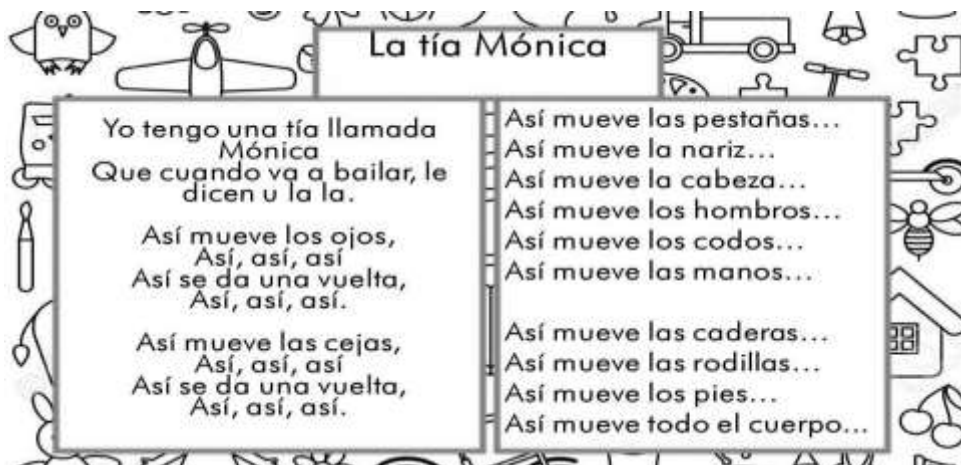 La tía Mónica
Yo tengo una tía llamada
Mónica
Que cuando va a bailar, le
dicen u la la.
Así mueve los ojos,
Así, así, así
Así se da una vuelta,
Así, así, así.
Así mueve las cejas,
Así, así, así
Así se da una vuelta,
Así, así, así.
Así mueve las pestañas...
Así mueve la nariz...
Así mueve la cabeza...
Así mueve los hombros...
Así mueve los codos...
Así mueve las manos...
Así mueve las caderas...
Así mueve las rodillas...
Así mueve los pies...
Así mueve todo el cuerpo...